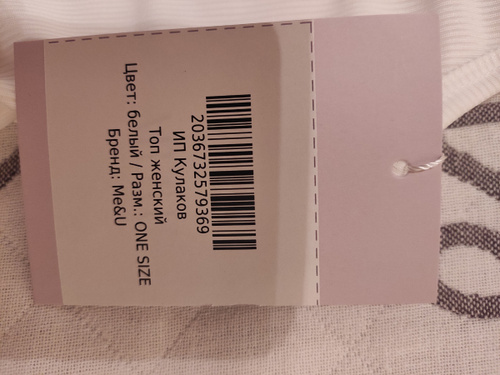 2036732579369
ИП Кулаков
Топ женский
Цвет: белый / Разм.: ONE SIZE
Бренд: Me&U